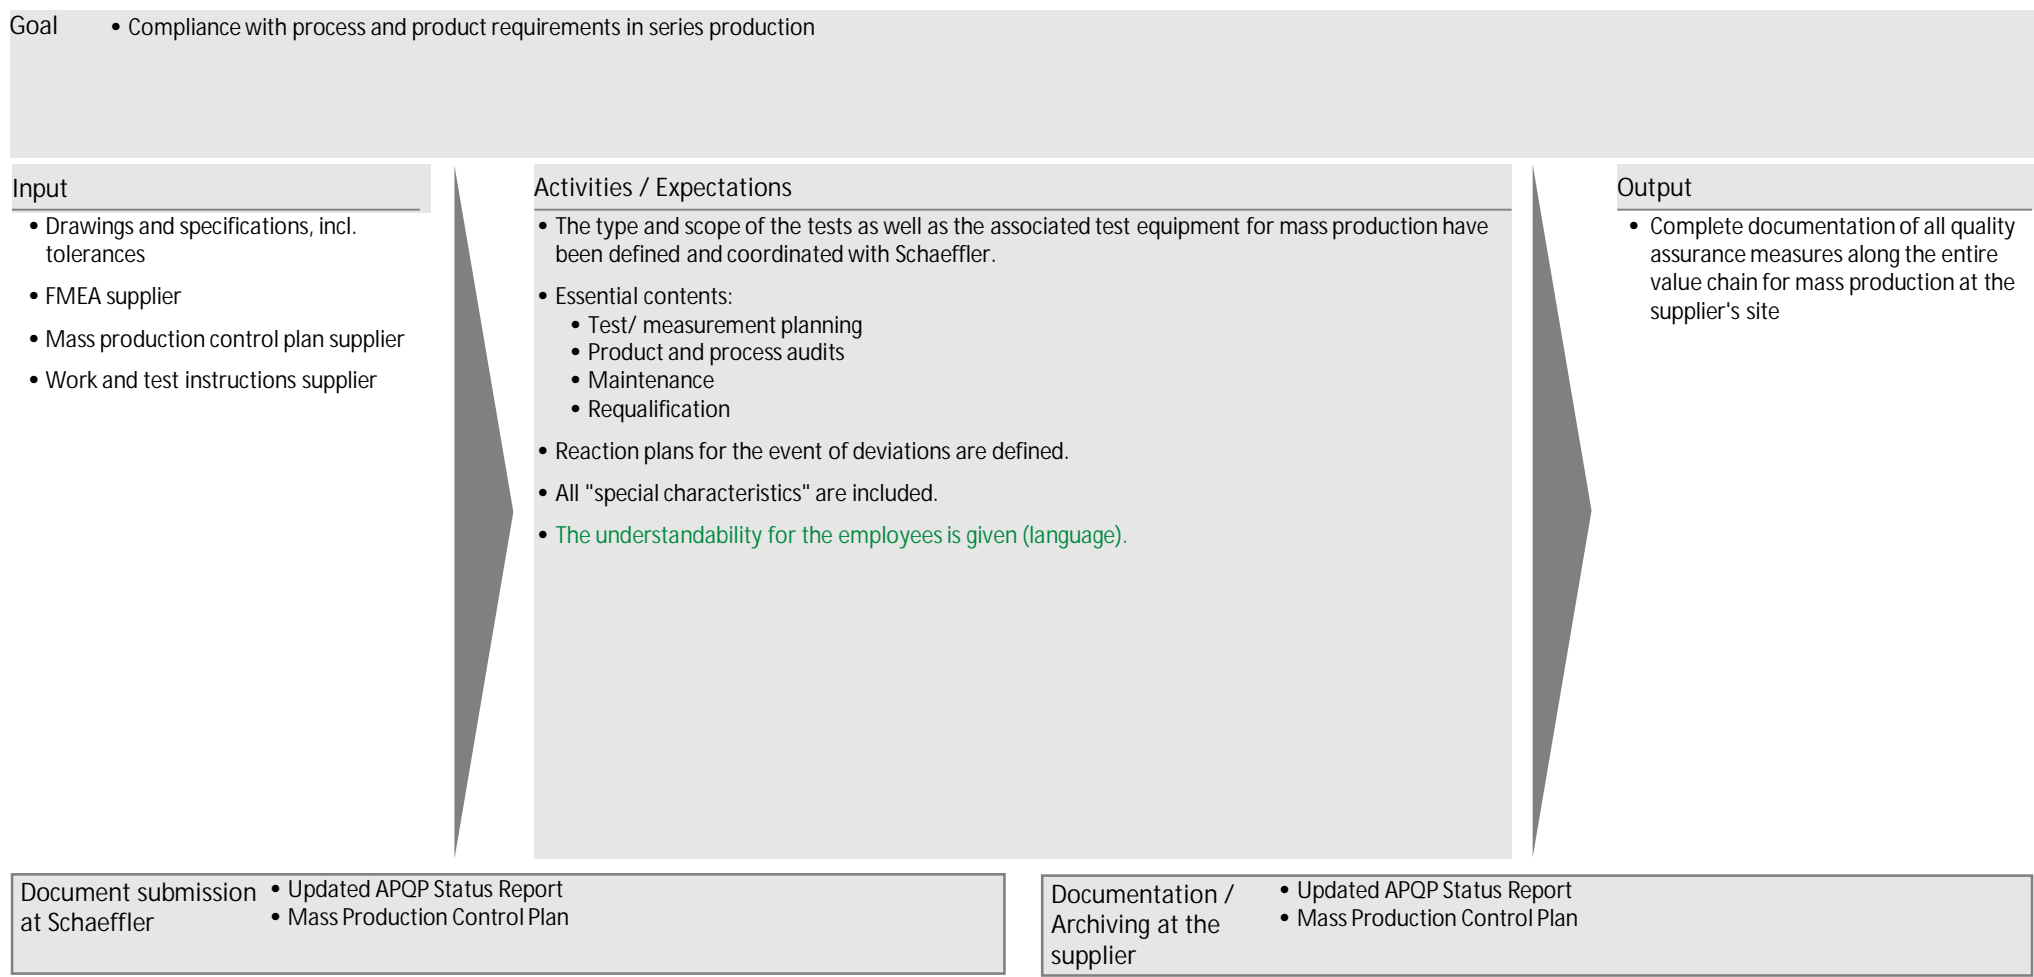 Goal
• Compliance with process and product requirements in series production
Input
• Drawings and specifications, incl.
tolerances
• FMEA supplier
• Mass production control plan supplier
• Work and test instructions supplier
Activities / Expectations
• The type and scope of the tests as well as the associated test equipment for mass production have
been defined and coordinated with Schaeffler.
• Essential contents:
• Test/ measurement planning
• Product and process audits
• Maintenance
• Requalification
• Reaction plans for the event of deviations are defined.
• All "special characteristics" are included.
• The understandability for the employees is given (language).
Output
• Complete documentation of all quality
assurance measures along the entire
value chain for mass production at the
supplier's site
Document submission
at Schaeffler
• Updated APQP Status Report
• Mass Production Control Plan
Documentation /
Archiving at the
supplier
• Updated APQP Status Report
• Mass Production Control Plan